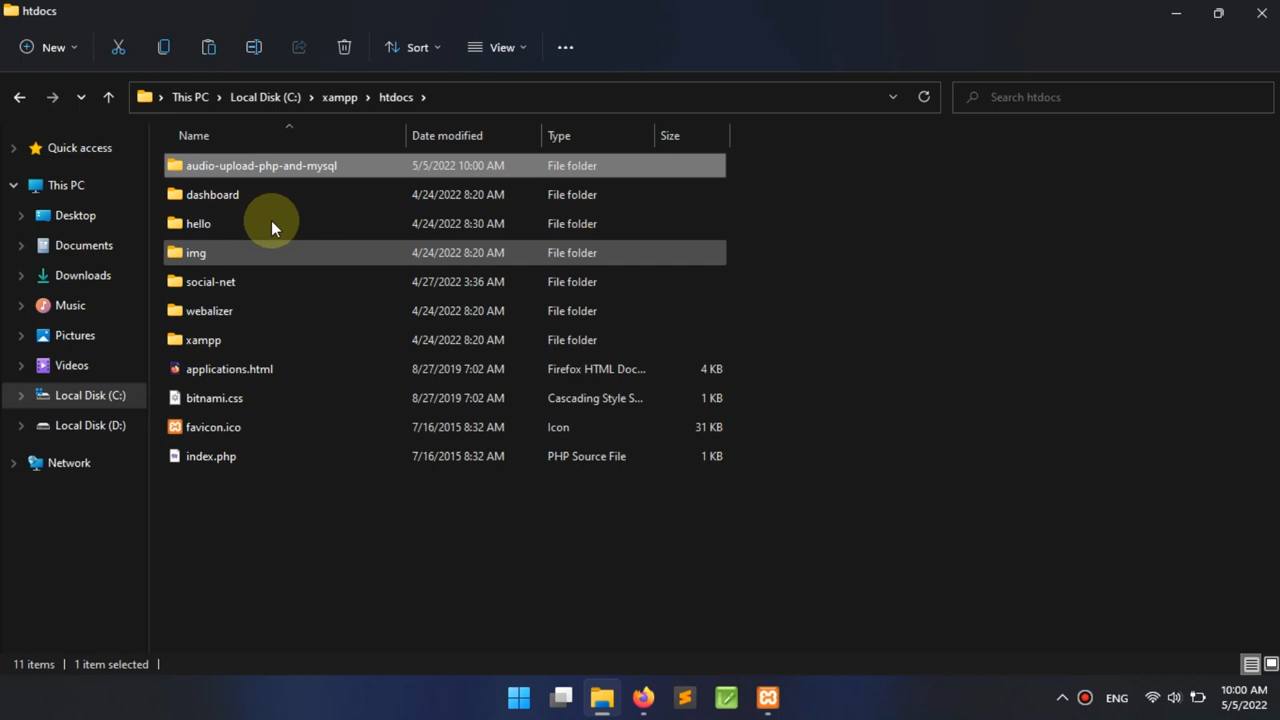 htdocs
New
Sort
View
This PC
Local Disk (C:)
xampp
htdocs
Search htdocs
Quick access
This PC
Desktop
Documents
Downloads
Music
Pictures
Videos
Local Disk (C:)
Local Disk (D:)
Network
Name Date modified Type Size
audio-upload-php-and-mysql 5/5/2022 10:00 AM File folder
dashboard 4/24/2022 8:20 AM File folder
hello 4/24/2022 8:30 AM File folder
img 4/24/2022 8:20 AM File folder
social-net 4/27/2022 3:36 AM File folder
webalizer 4/24/2022 8:20 AM File folder
xampp 4/24/2022 8:20 AM File folder
applications.html 8/27/2019 7:02 AM Firefox HTML Doc... 4 KB
bitnami.css 8/27/2019 7:02 AM Cascading Style S... 1 KB
favicon.ico 7/16/2015 8:32 AM Icon 31 KB
index.php 7/16/2015 8:32 AM PHP Source File 1 KB
11 items
1 item selected
ENG
10:00 AM
5/5/2022